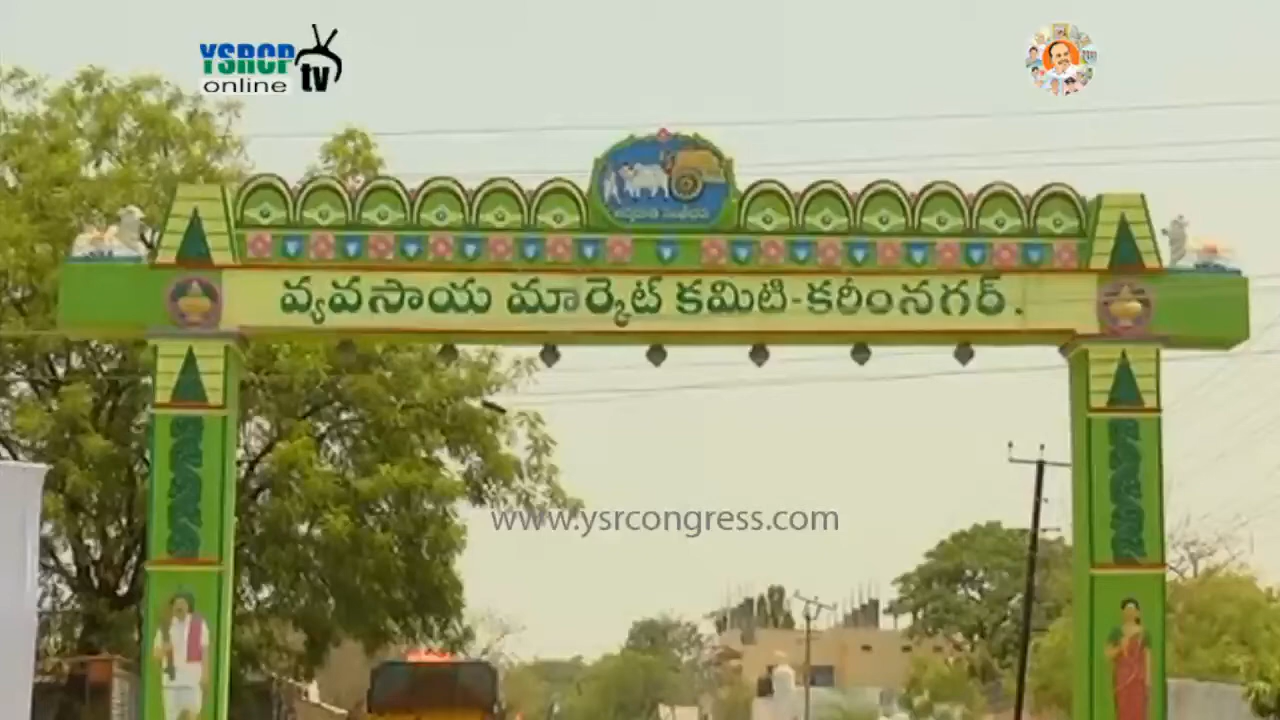 YSRCP
online tv
వ్యవసాయ మార్కెట్ కమిటి-కరీంనగర్.
www.ysrcongress.com